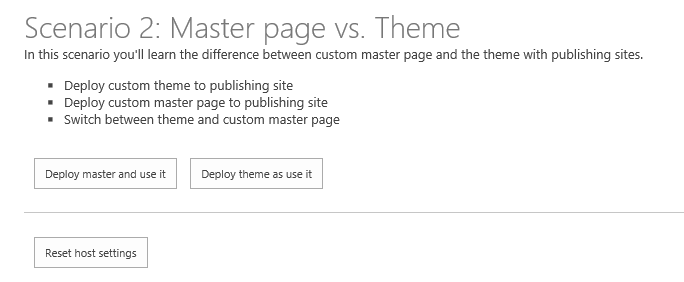 Scenario 2: Master page vs. Theme
In this scenario you'll learn the difference between custom master page and the theme with publishing sites.
Deploy custom theme to publishing site
Deploy custom master page to publishing site
Switch between theme and custom master page
Deploy master and use it
Deploy theme as use it
Reset host settings